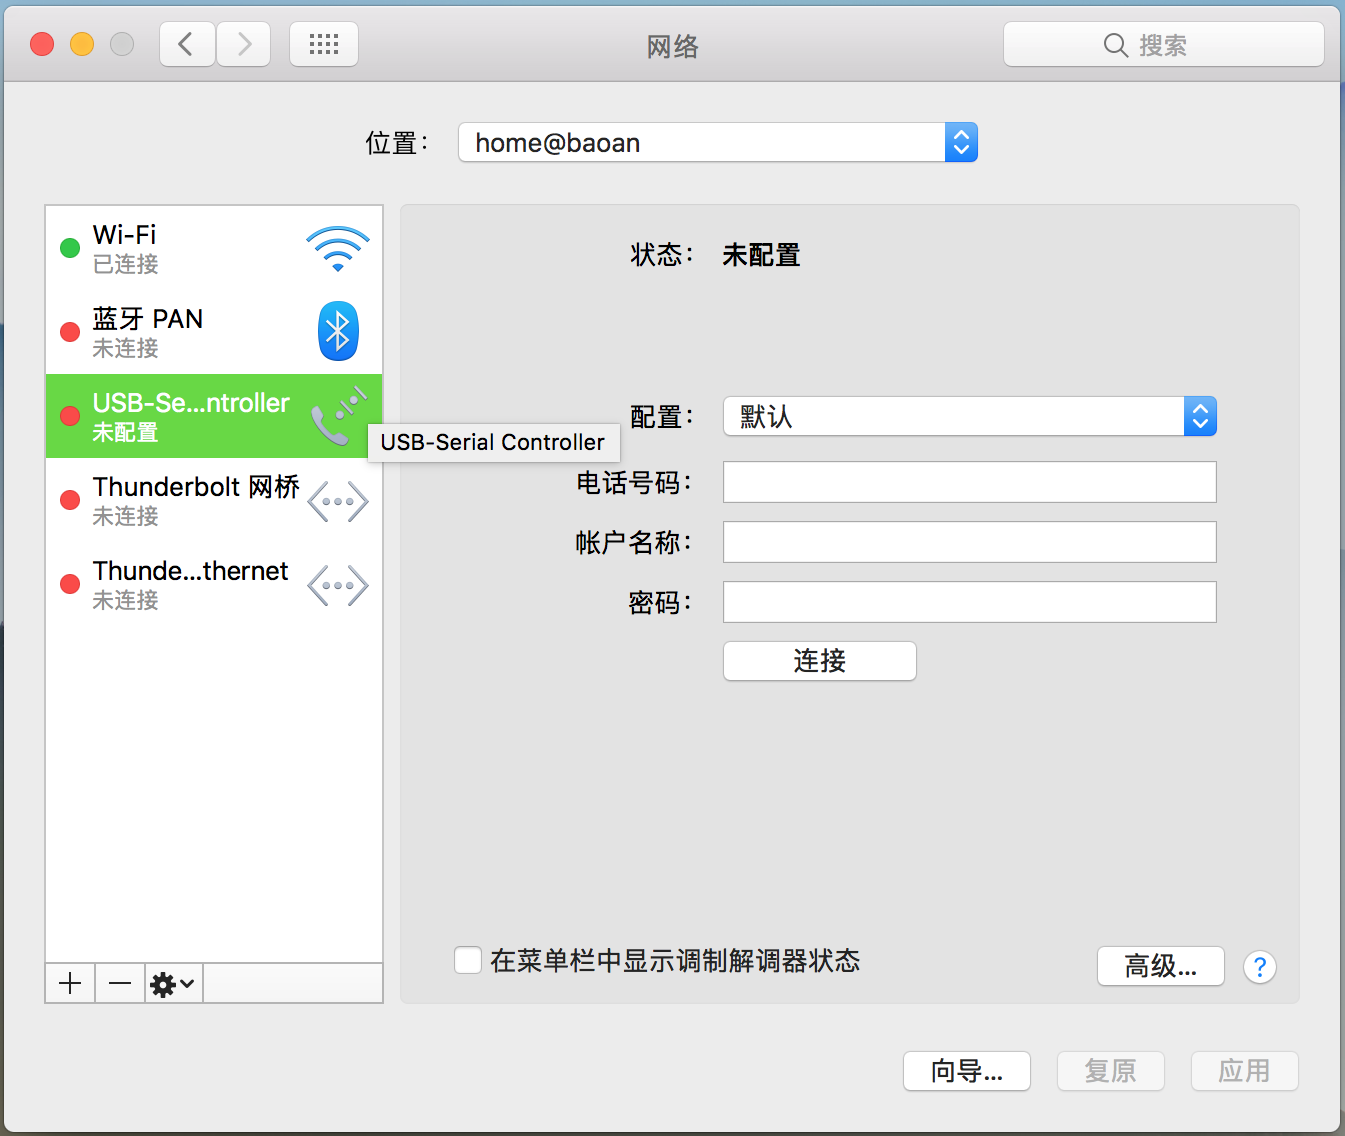 网络
搜索
位置：
home@baoan
Wi-Fi
已连接
蓝牙 PAN
未连接
USB-Se...ntroller
未配置
USB-Serial Controller
Thunderbolt 网桥
未连接
Thunde...thernet
未连接
状态：
未配置
配置：
默认
电话号码：
帐户名称：
密码：
连接
在菜单栏中显示调制解调器状态
高级...
?
向导...
复原
应用